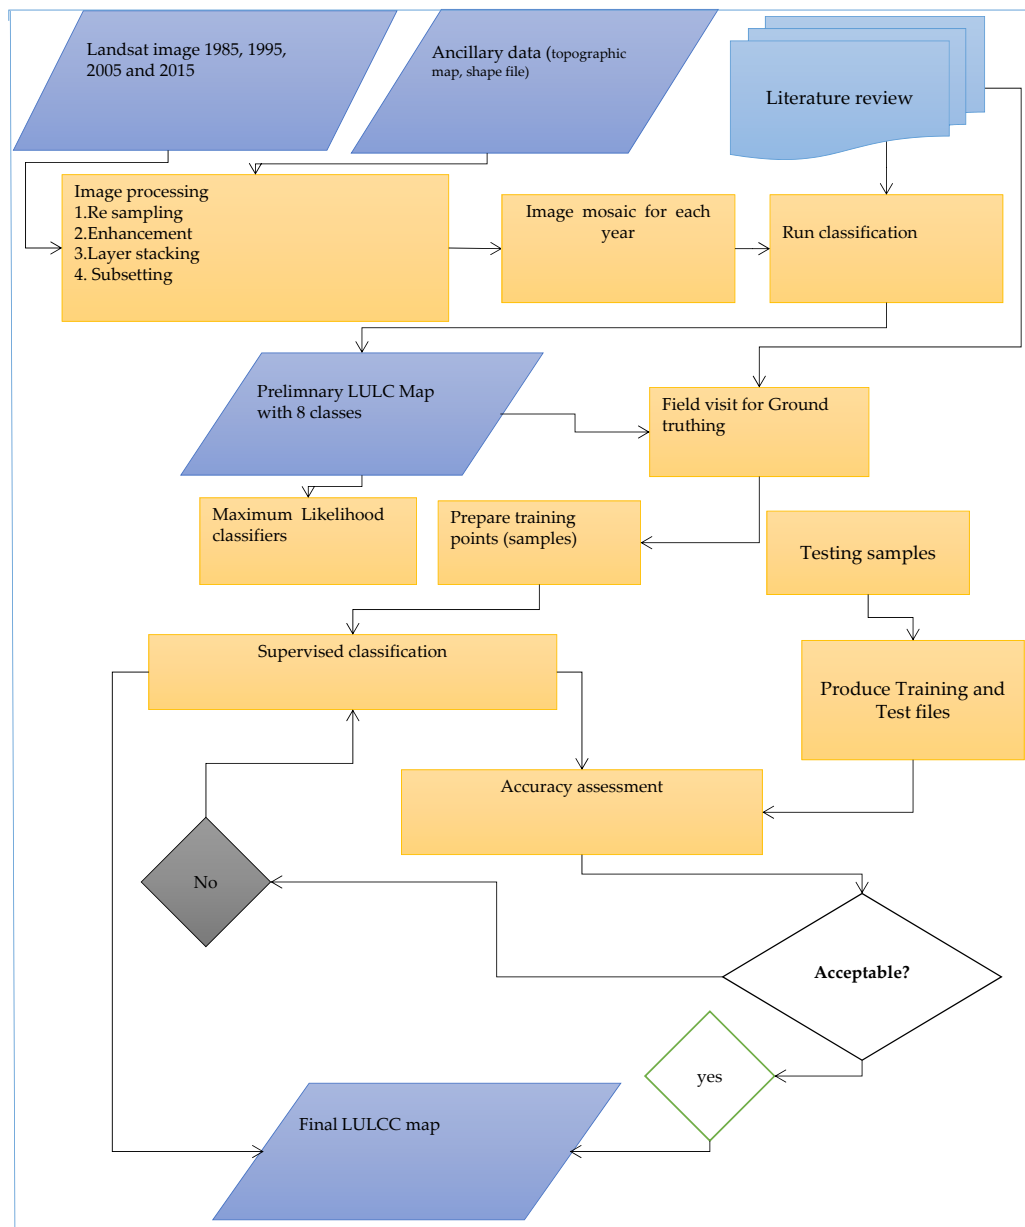 Landsat image 1985, 1995,
2005 and 2015
Ancillary data (topographic
map, shape file)
Literature review
Image processing
1.Re sampling
2.Enhancement
3.Layer stacking
4. Subsetting
Image mosaic for each
year
Run classification
Prelimnary LULC Map
with 8 classes
Field visit for Ground
truthing
Maximum Likelihood
classifiers
Prepare training
points (samples)
Testing samples
Supervised classification
Produce Training and
Test files
Accuracy assessment
No
Acceptable?
yes
Final LULCC map